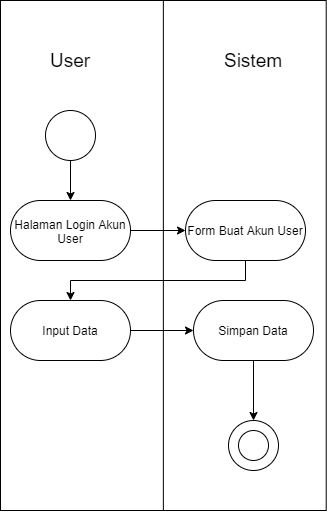 User
Sistem
Halaman Login Akun
User
Form Buat Akun User
Input Data
Simpan Data